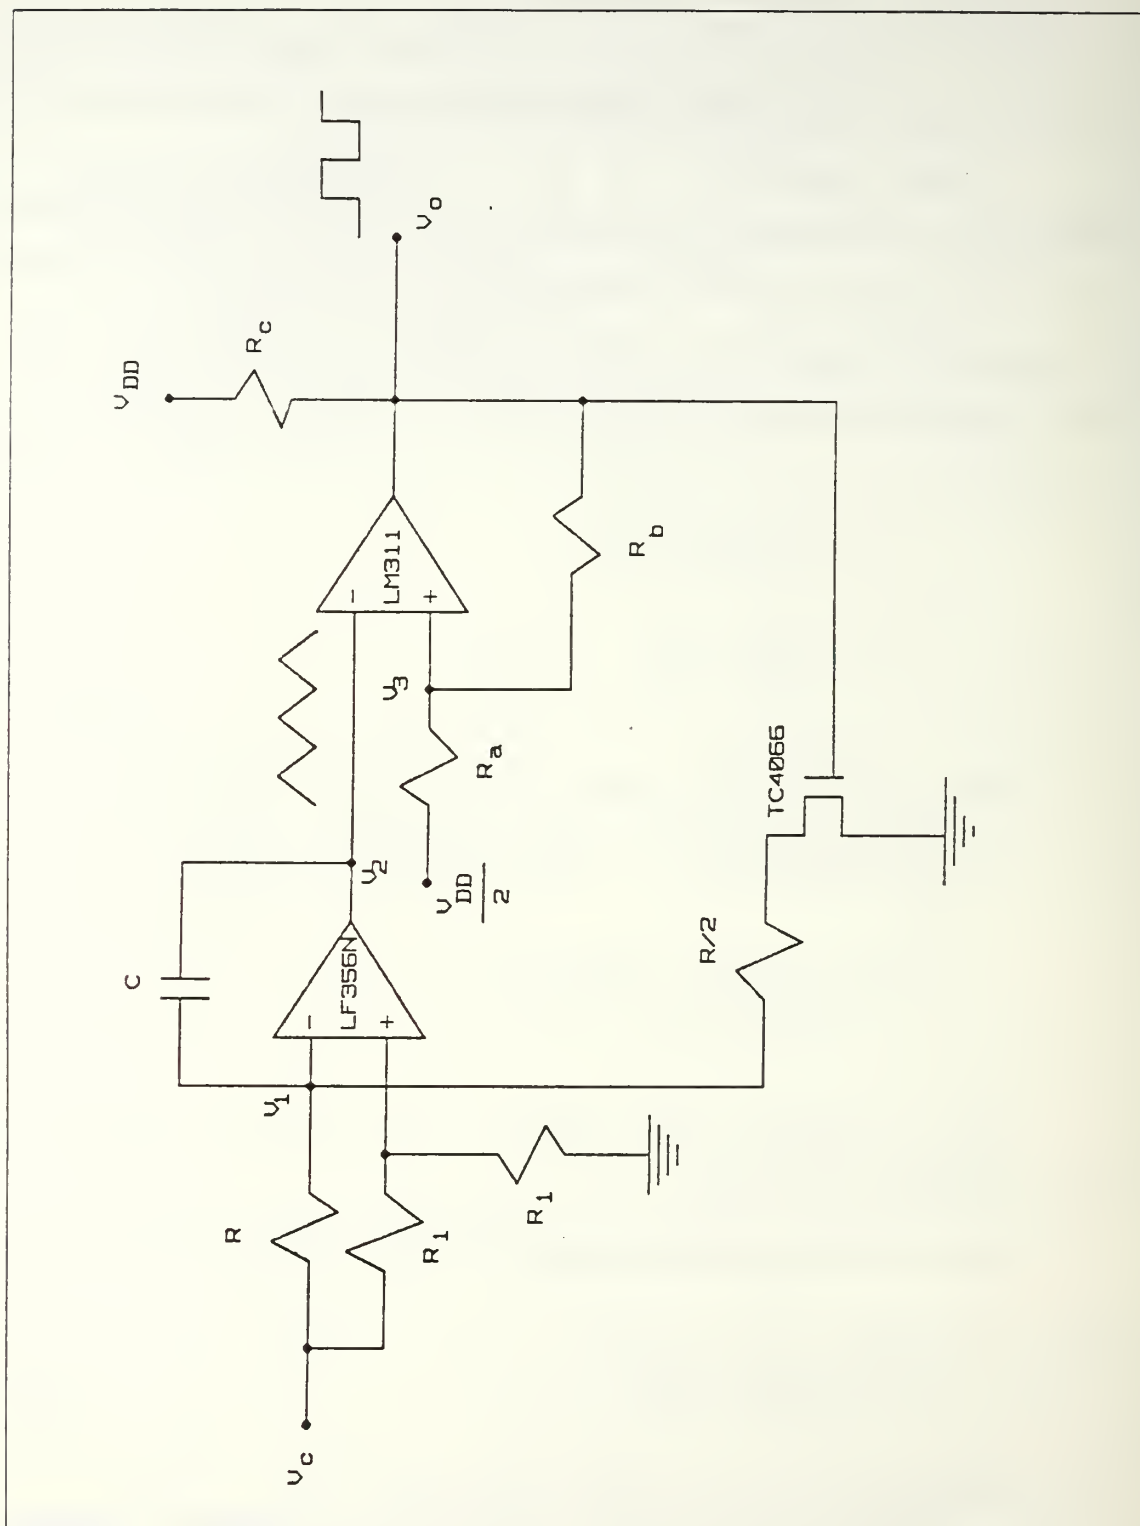 V_DD
R_c
V_o
C
V_2
V_1
LF356N
-
+
R
R_1
R_1
V_c
LM311
-
+
V_3
R_a
V_DD/2
R_b
R/2
TC4066